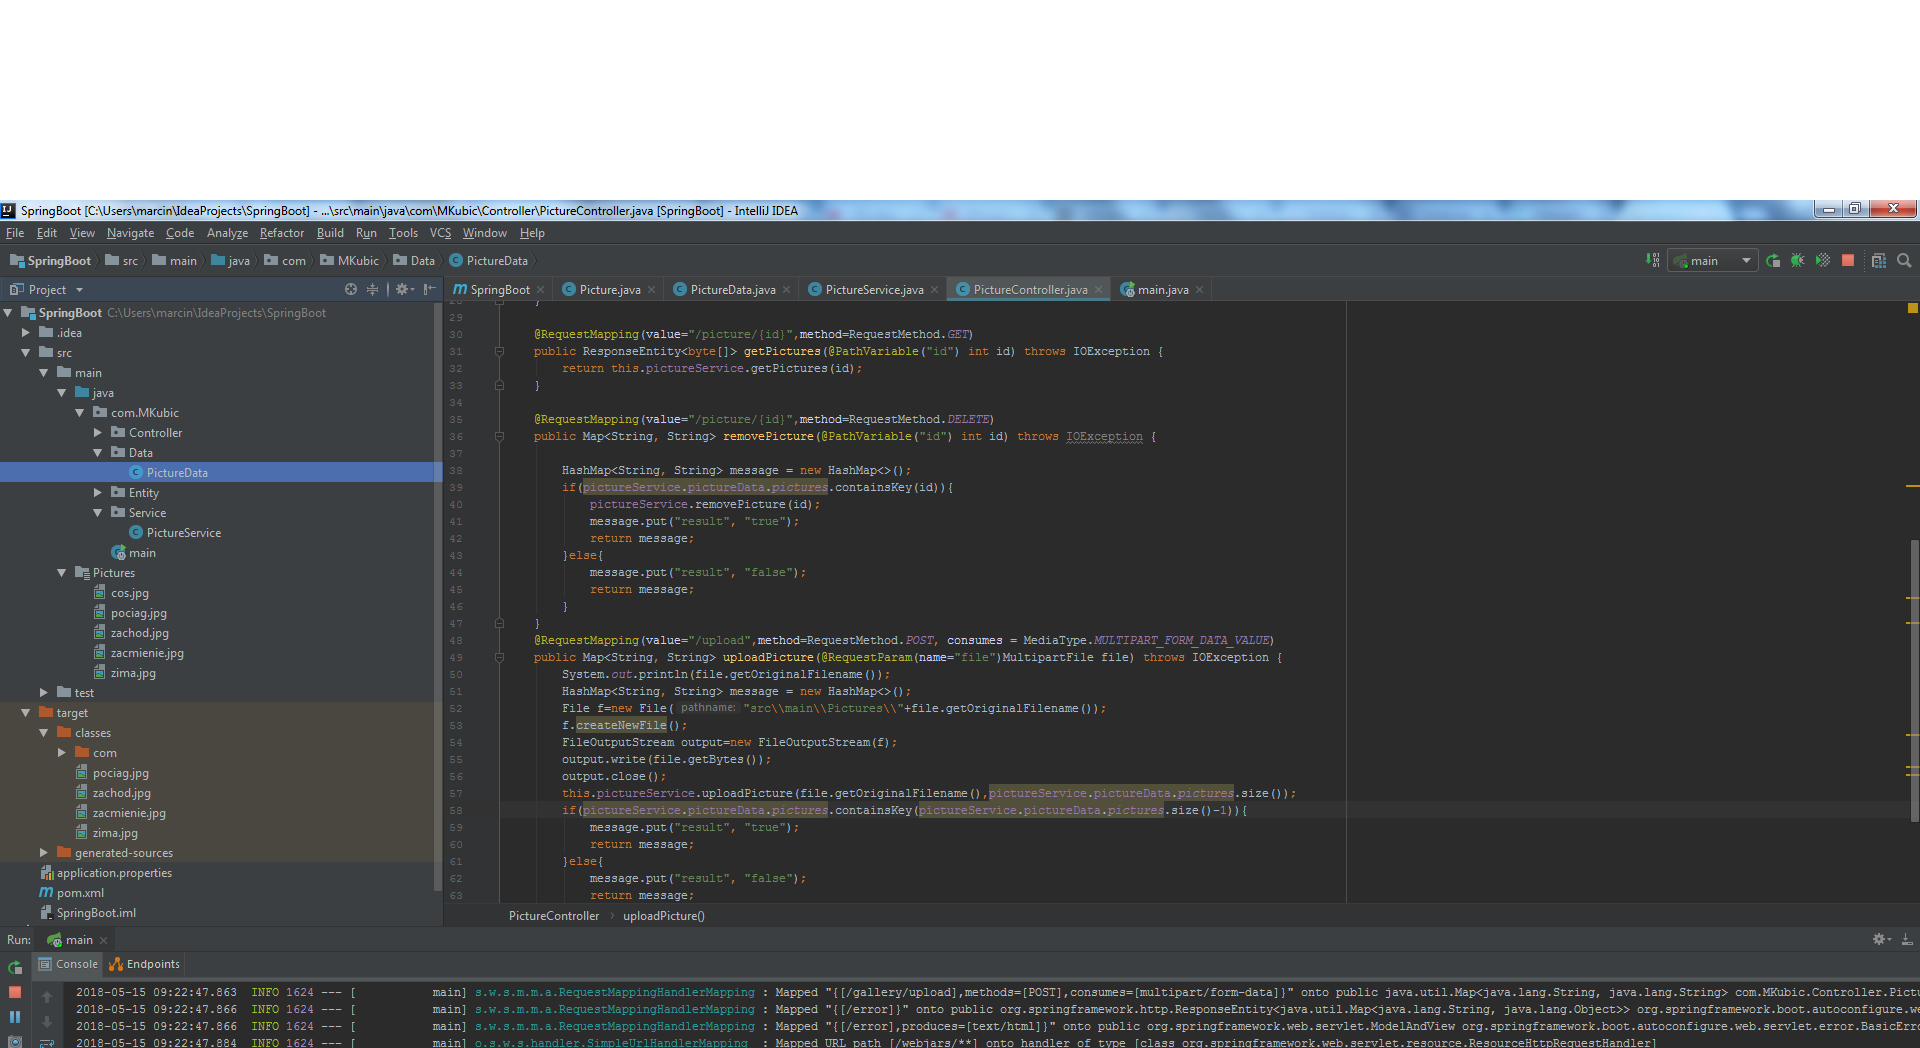 SpringBoot [C:\Users\marcin\IdeaProjects\SpringBoot] - ...\src\main\java\com\MKubic\Controller\PictureController.java [SpringBoot] - IntelliJ IDEA
File Edit View Navigate Code Analyze Refactor Build Run Tools VCS Window Help
SpringBoot src main java com MKubic Data PictureData
main
Project
SpringBoot Picture.java PictureData.java PictureService.java PictureController.java main.java
SpringBoot C:\Users\marcin\IdeaProjects\SpringBoot
.idea
src
main
java
com.MKubic
Controller
Data
PictureData
Entity
Service
PictureService
main
Pictures
cos.jpg
pociag.jpg
zachod.jpg
zacmienie.jpg
zima.jpg
test
target
classes
com
pociag.jpg
zachod.jpg
zacmienie.jpg
zima.jpg
generated-sources
application.properties
pom.xml
SpringBoot.iml
28 }
29
30 @RequestMapping(value="/picture/{id}",method=RequestMethod.GET)
31 public ResponseEntity<byte[]> getPictures(@PathVariable("id") int id) throws IOException {
32 return this.pictureService.getPictures(id);
33 }
34
35 @RequestMapping(value="/picture/{id}",method=RequestMethod.DELETE)
36 public Map<String, String> removePicture(@PathVariable("id") int id) throws IOException {
37
38 HashMap<String, String> message = new HashMap<>();
39 if(pictureService.pictureData.pictures.containsKey(id)){
40 pictureService.removePicture(id);
41 message.put("result", "true");
42 return message;
43 }else{
44 message.put("result", "false");
45 return message;
46 }
47 }
48 @RequestMapping(value="/upload",method=RequestMethod.POST, consumes = MediaType.MULTIPART_FORM_DATA_VALUE)
49 public Map<String, String> uploadPicture(@RequestParam(name="file")MultipartFile file) throws IOException {
50 System.out.println(file.getOriginalFilename());
51 HashMap<String, String> message = new HashMap<>();
52 File f=new File( pathname: "src\\main\\Pictures\\"+file.getOriginalFilename());
53 f.createNewFile();
54 FileOutputStream output=new FileOutputStream(f);
55 output.write(file.getBytes());
56 output.close();
57 this.pictureService.uploadPicture(file.getOriginalFilename(),pictureService.pictureData.pictures.size());
58 if(pictureService.pictureData.pictures.containsKey(pictureService.pictureData.pictures.size()-1)){
59 message.put("result", "true");
60 return message;
61 }else{
62 message.put("result", "false");
63 return message;
PictureController uploadPicture()
Run: main
Console Endpoints
2018-05-15 09:22:47.863 INFO 1624 --- [ main] s.w.s.m.m.a.RequestMappingHandlerMapping : Mapped "{[/gallery/upload],methods=[POST],consumes=[multipart/form-data]}" onto public java.util.Map<java.lang.String, java.lang.String> com.MKubic.Controller.Pictu
2018-05-15 09:22:47.866 INFO 1624 --- [ main] s.w.s.m.m.a.RequestMappingHandlerMapping : Mapped "{[/error]}" onto public org.springframework.http.ResponseEntity<java.util.Map<java.lang.String, java.lang.Object>> org.springframework.boot.autoconfigure.we
2018-05-15 09:22:47.866 INFO 1624 --- [ main] s.w.s.m.m.a.RequestMappingHandlerMapping : Mapped "{[/error],produces=[text/html]}" onto public org.springframework.web.servlet.ModelAndView org.springframework.boot.autoconfigure.web.servlet.error.BasicErro
2018-05-15 09:22:47.884 INFO 1624 --- [ main] o.s.w.s.handler.SimpleUrlHandlerMapping : Mapped URL path [/webjars/**] onto handler of type [class org.springframework.web.servlet.resource.ResourceHttpRequestHandler]